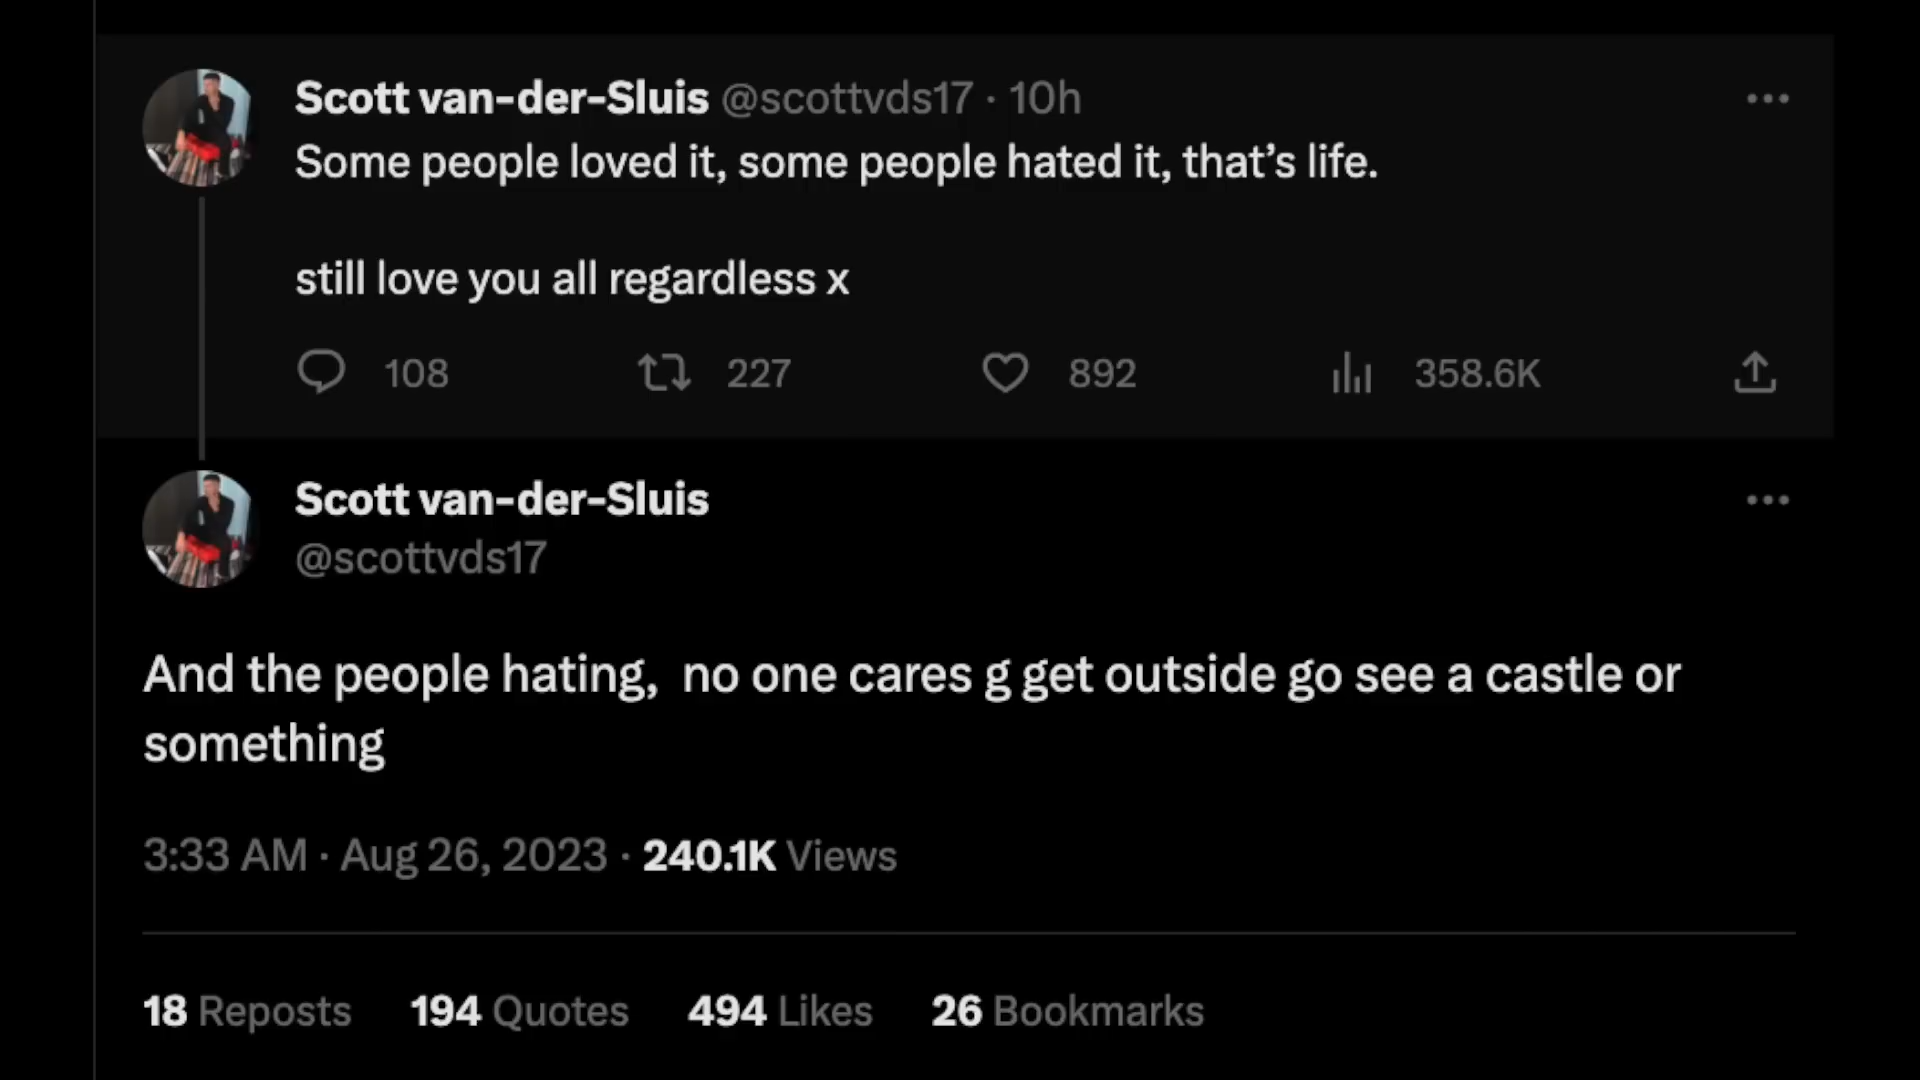 Scott van-der-Sluis @scottvds17 · 10h
Some people loved it, some people hated it, that’s life.
still love you all regardless x
108 227 892 358.6K
Scott van-der-Sluis
@scottvds17
And the people hating,  no one cares g get outside go see a castle or
something
3:33 AM · Aug 26, 2023 · 240.1K Views
18 Reposts 194 Quotes 494 Likes 26 Bookmarks